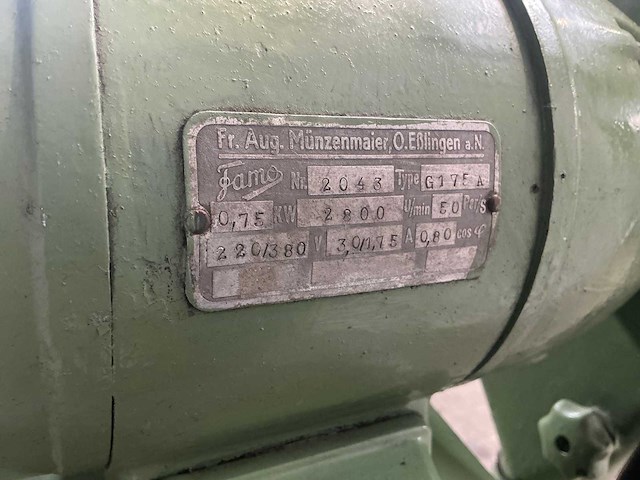 Fr. Aug. Münzenmaier, O. Eßlingen a.N.
Famo Nr. 2043 Type G175 A
0,75 KW 2800 U/min 50 Per/S
220/380 V 3,0/1,75 A 0,80 cos φ